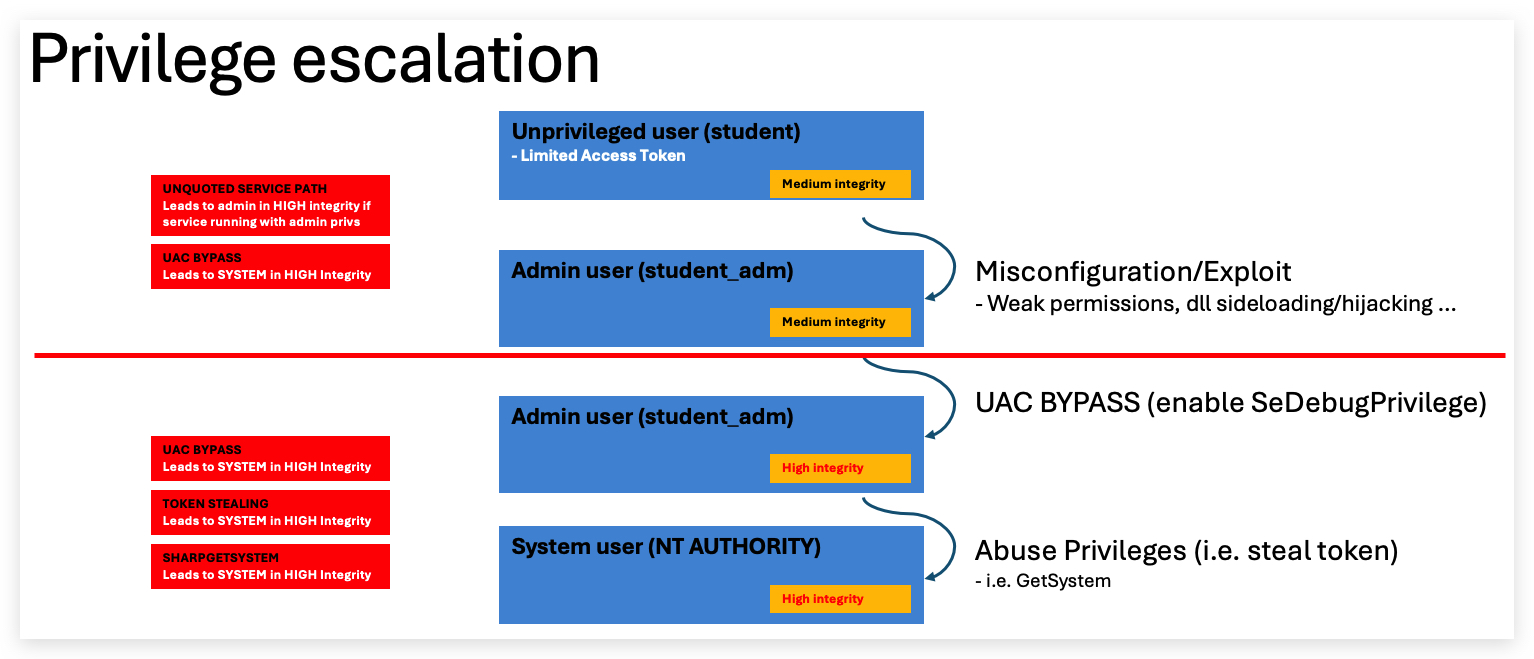 Privilege escalation
Unprivileged user (student)
- Limited Access Token
Medium integrity
UNQUOTED SERVICE PATH
Leads to admin in HIGH integrity if
service running with admin privs
UAC BYPASS
Leads to SYSTEM in HIGH Integrity
Admin user (student_adm)
Medium integrity
Misconfiguration/Exploit
- Weak permissions, dll sideloading/hijacking ...
UAC BYPASS (enable SeDebugPrivilege)
Admin user (student_adm)
High integrity
UAC BYPASS
Leads to SYSTEM in HIGH Integrity
TOKEN STEALING
Leads to SYSTEM in HIGH Integrity
SHARPGETSYSTEM
Leads to SYSTEM in HIGH Integrity
System user (NT AUTHORITY)
High integrity
Abuse Privileges (i.e. steal token)
- i.e. GetSystem